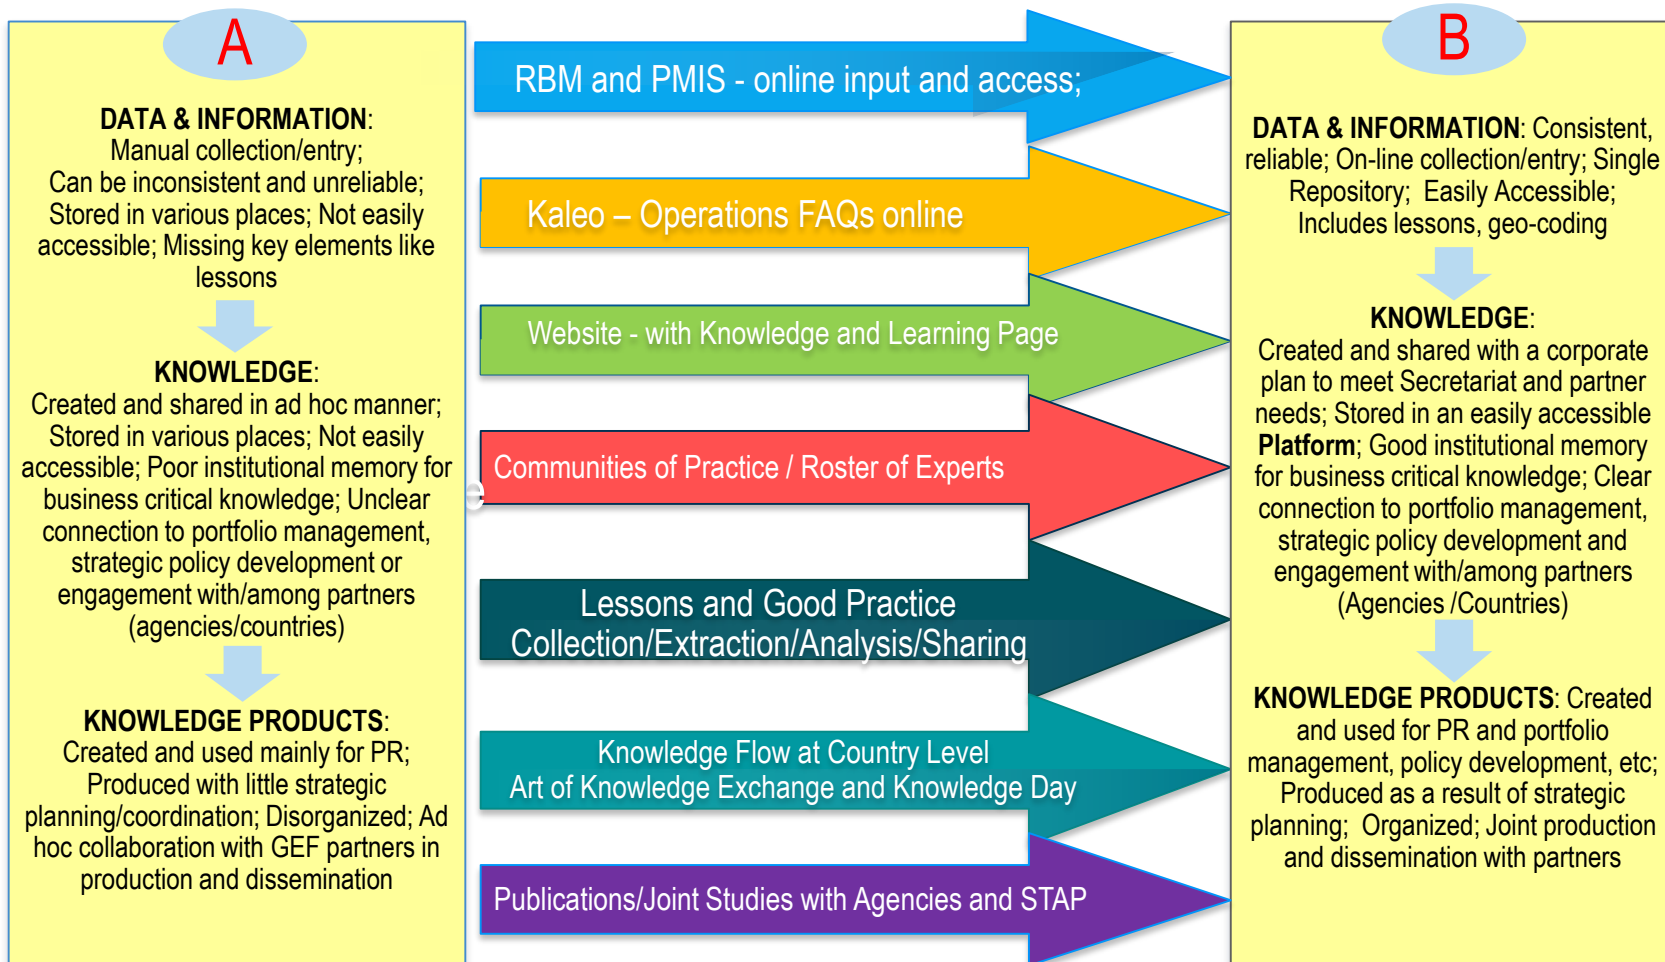 A
DATA & INFORMATION:
Manual collection/entry;
Can be inconsistent and unreliable;
Stored in various places; Not easily
accessible; Missing key elements like
lessons
KNOWLEDGE:
Created and shared in ad hoc manner;
Stored in various places; Not easily
accessible; Poor institutional memory for
business critical knowledge; Unclear
connection to portfolio management,
strategic policy development or
engagement with/among partners
(agencies/countries)
KNOWLEDGE PRODUCTS:
Created and used mainly for PR;
Produced with little strategic
planning/coordination; Disorganized; Ad
hoc collaboration with GEF partners in
production and dissemination
RBM and PMIS - online input and access;
Kaleo – Operations FAQs online
Website - with Knowledge and Learning Page
Communities of Practice / Roster of Experts
e
Lessons and Good Practice
Collection/Extraction/Analysis/Sharing
Knowledge Flow at Country Level
Art of Knowledge Exchange and Knowledge Day
Publications/Joint Studies with Agencies and STAP
B
DATA & INFORMATION: Consistent,
reliable; On-line collection/entry; Single
Repository; Easily Accessible;
Includes lessons, geo-coding
KNOWLEDGE:
Created and shared with a corporate
plan to meet Secretariat and partner
needs; Stored in an easily accessible
Platform; Good institutional memory
for business critical knowledge; Clear
connection to portfolio management,
strategic policy development and
engagement with/among partners
(Agencies /Countries)
KNOWLEDGE PRODUCTS: Created
and used for PR and portfolio
management, policy development, etc;
Produced as a result of strategic
planning; Organized; Joint production
and dissemination with partners